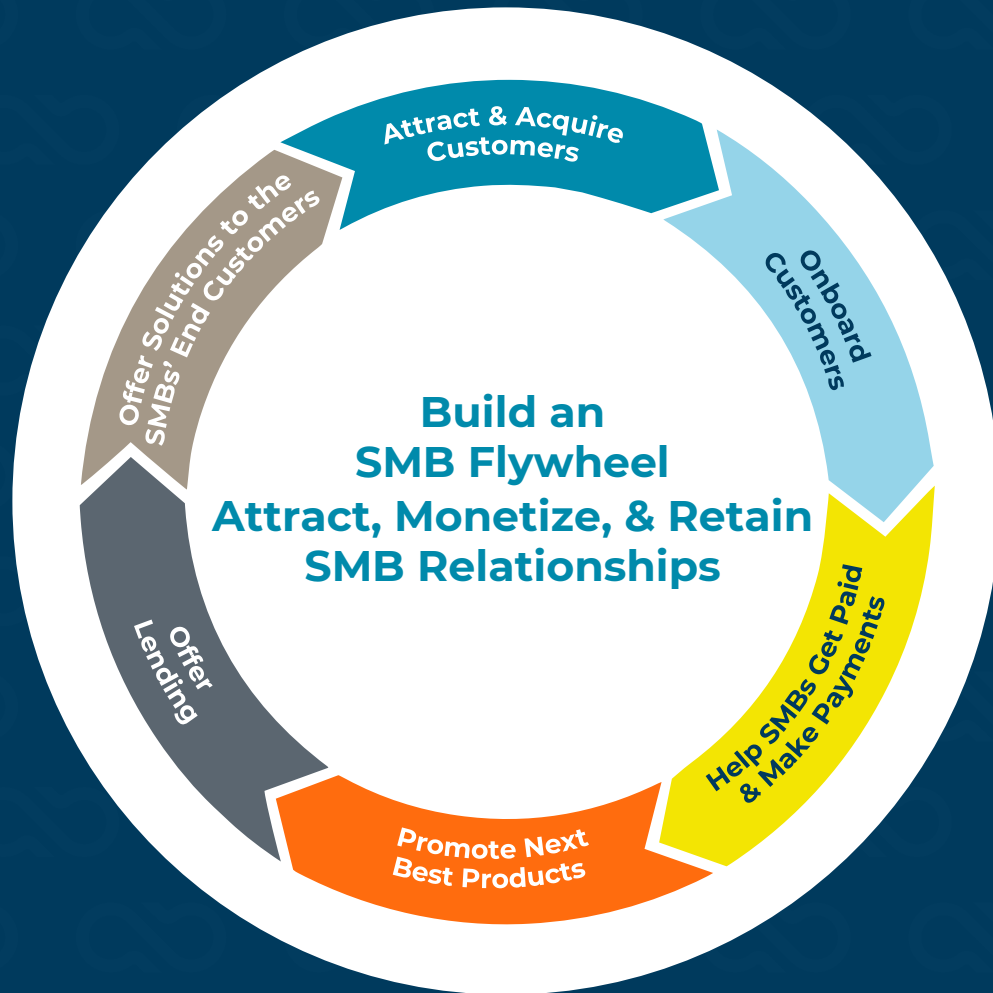 Attract & Acquire
Customers
Onboard
Customers
Help SMBs Get Paid
& Make Payments
Promote Next
Best Products
Offer
Lending
Offer Solutions to the
SMBs’ End Customers
Build an
SMB Flywheel
Attract, Monetize, & Retain
SMB Relationships